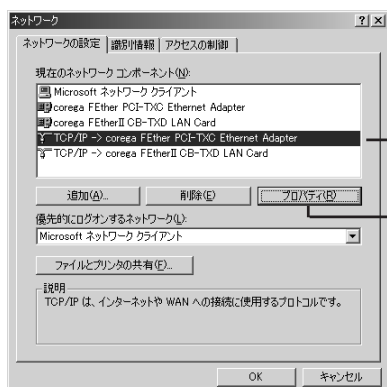 ネットワーク
ネットワークの設定 識別情報 アクセスの制御
現在のネットワーク コンポーネント(N):
Microsoft ネットワーク クライアント
corega FEther PCI-TXC Ethernet Adapter
corega FEtherII CB-TXD LAN Card
TCP/IP -> corega FEther PCI-TXC Ethernet Adapter
TCP/IP -> corega FEtherII CB-TXD LAN Card
追加(A)... 削除(E) プロパティ(R)
優先的にログオンするネットワーク(L):
Microsoft ネットワーク クライアント
ファイルとプリンタの共有(F)...
説明
TCP/IP は、インターネットや WAN への接続に使用するプロトコルです。
OK キャンセル